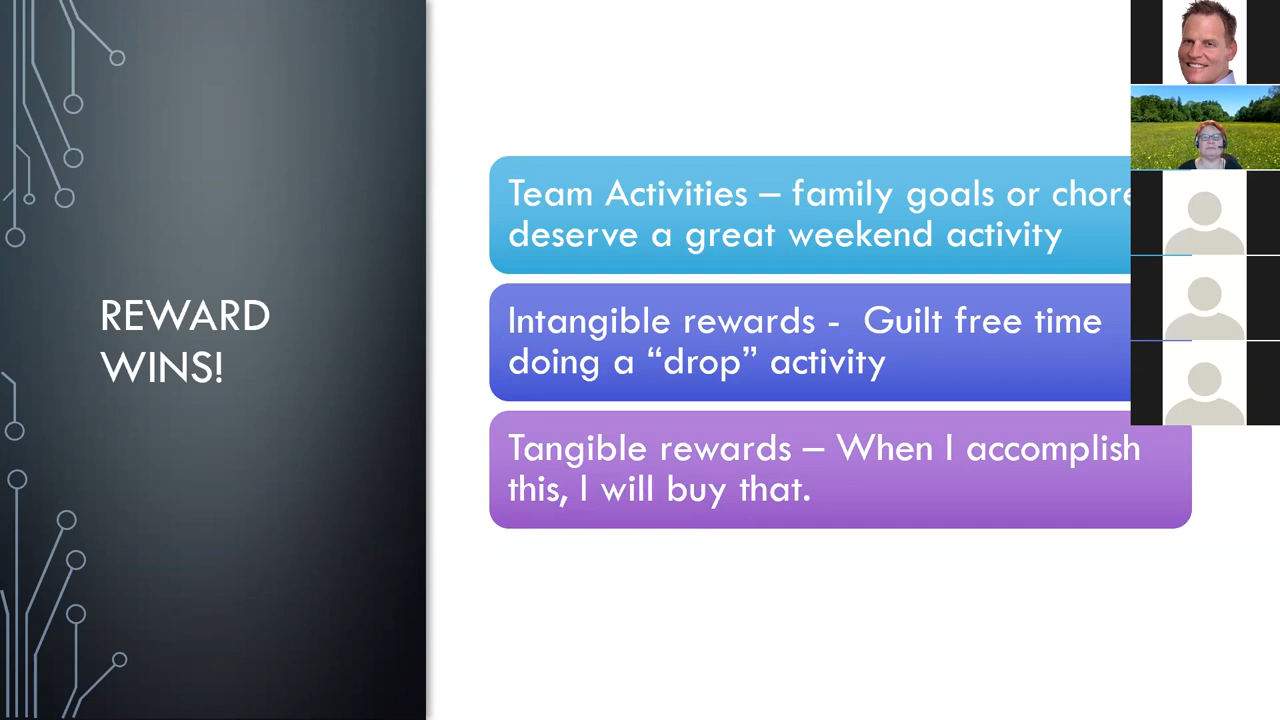 REWARD
WINS!
Team Activities – family goals or chore
deserve a great weekend activity
Intangible rewards - Guilt free time
doing a “drop” activity
Tangible rewards – When I accomplish
this, I will buy that.